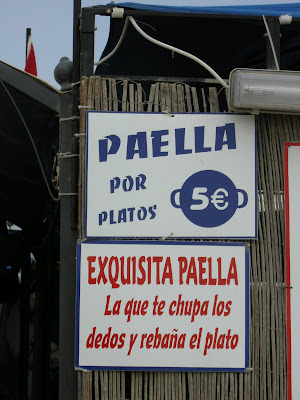 PAELLA
POR
PLATOS
5€
EXQUISITA PAELLA
La que te chupa los
dedos y rebaña el plato